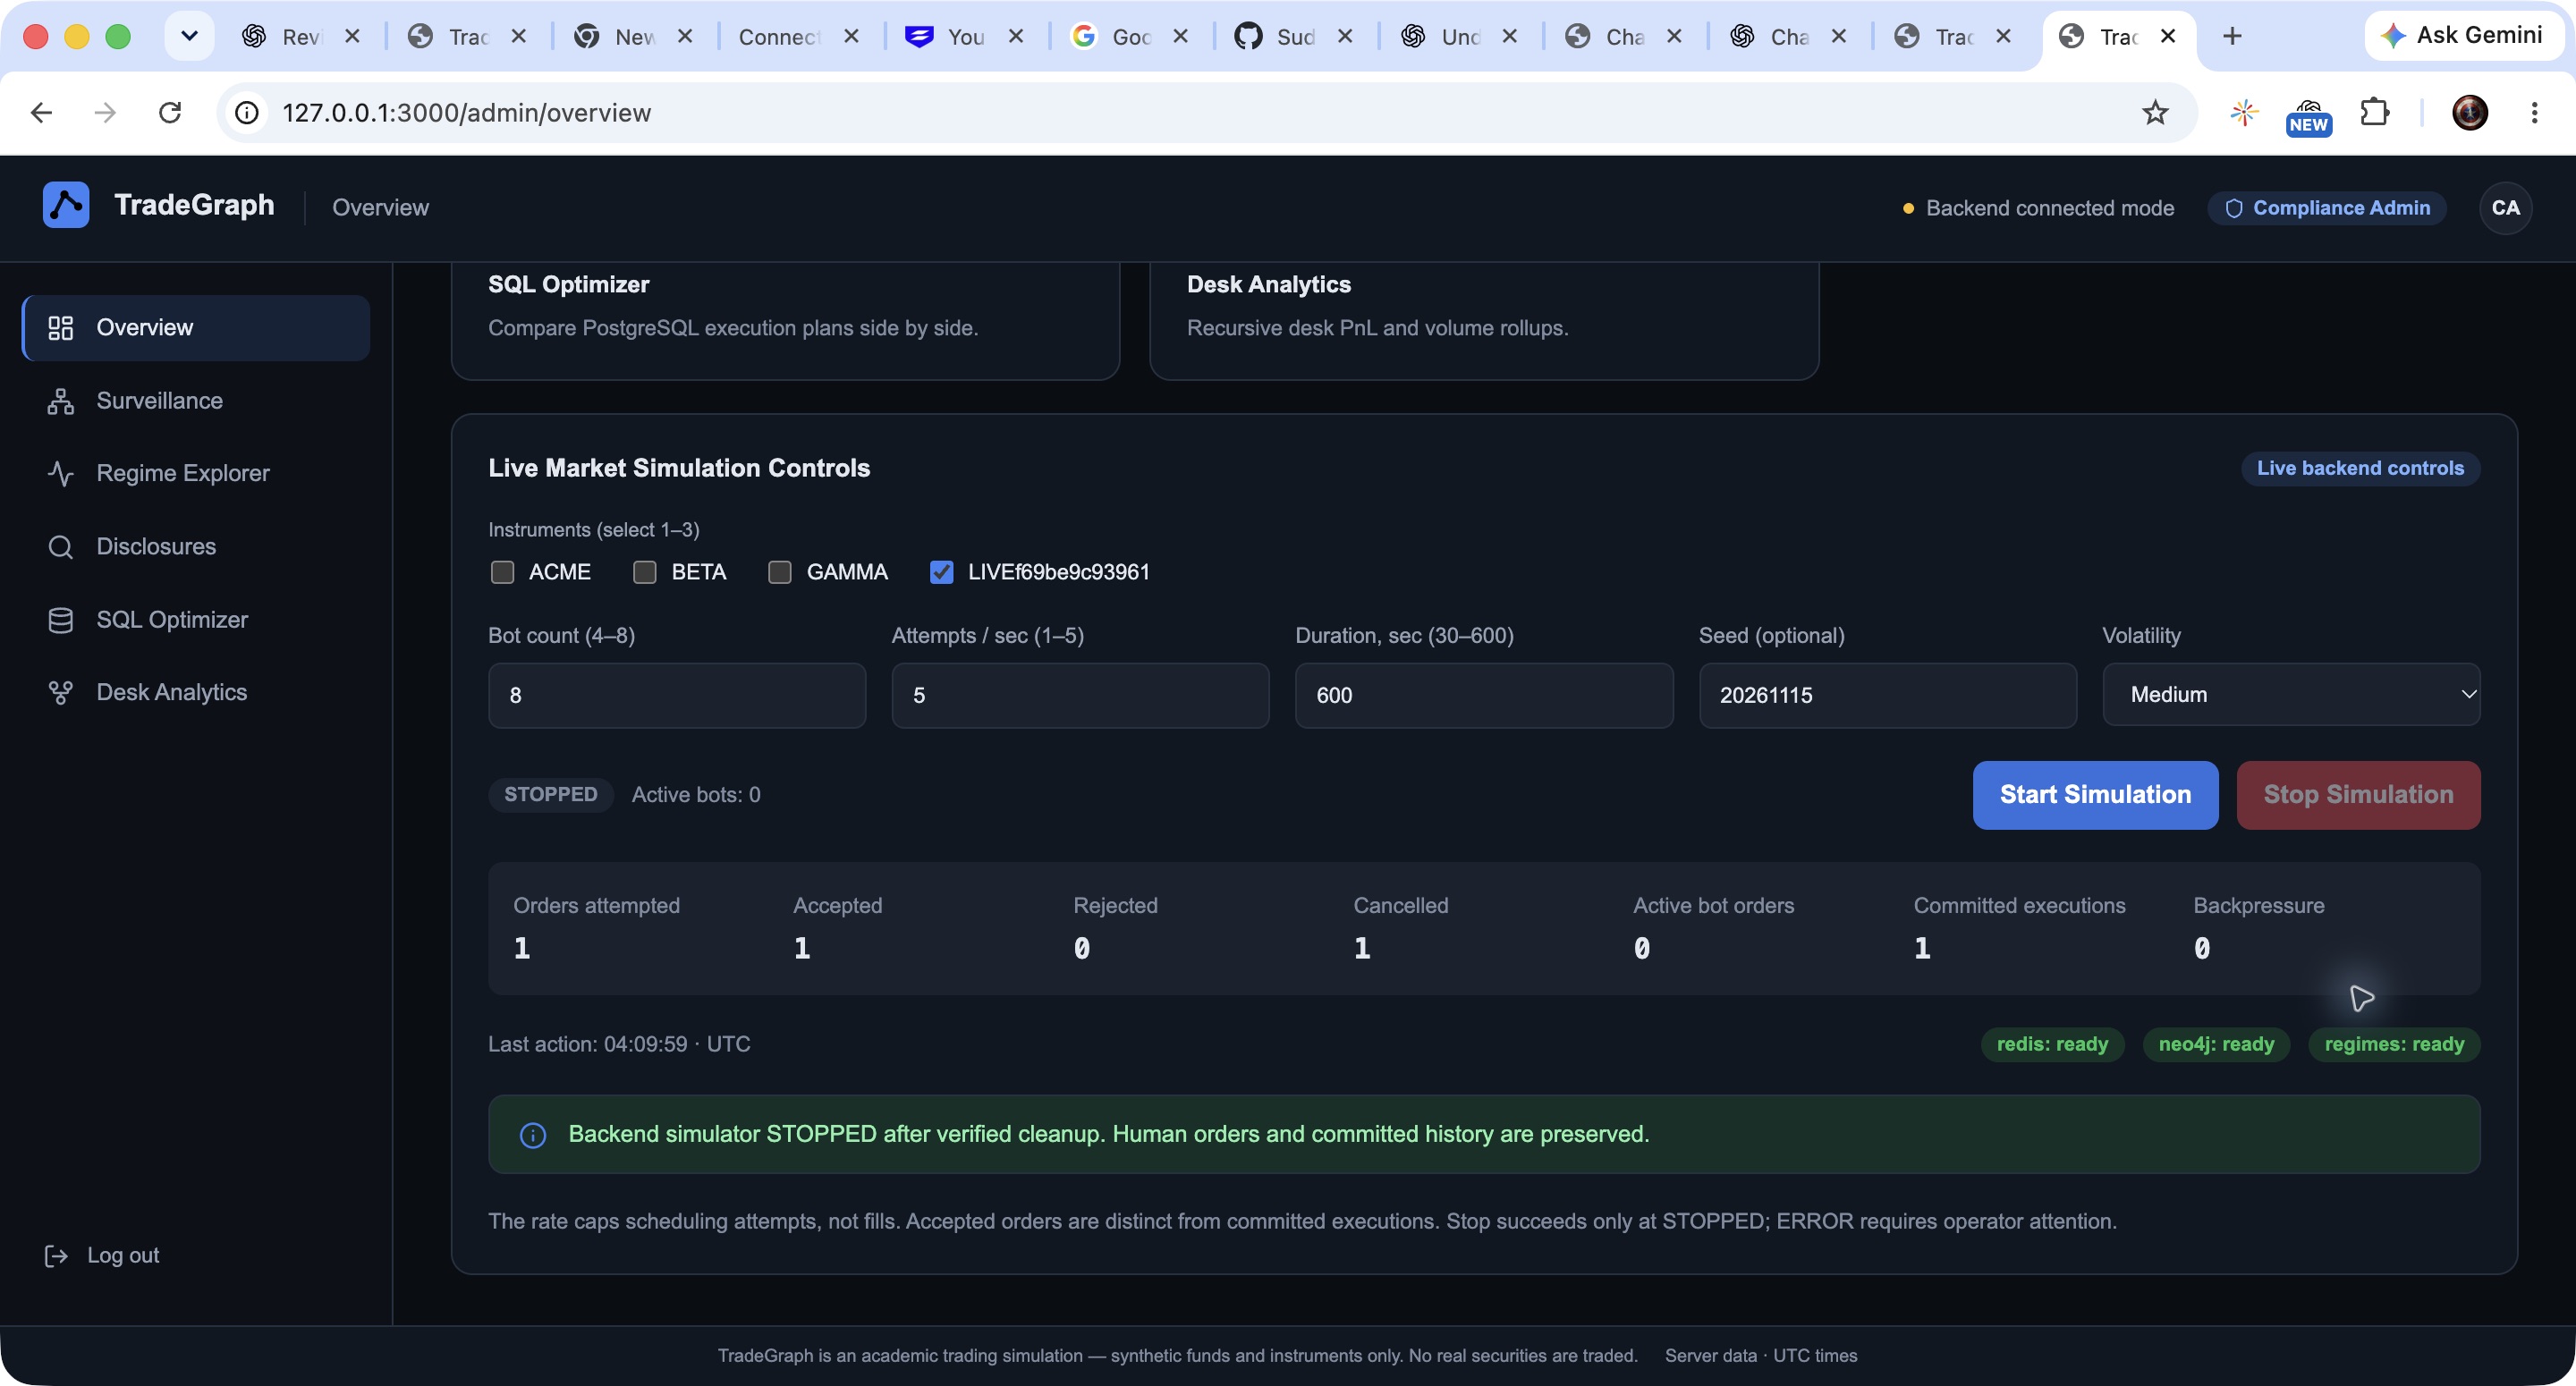 Revi
Trac
New
Connect
You
Goo
Sud
Und
Cha
Cha
Trac
Trac
Ask Gemini
127.0.0.1:3000/admin/overview
NEW
TradeGraph
Overview
Backend connected mode
Compliance Admin
CA
Overview
Surveillance
Regime Explorer
Disclosures
SQL Optimizer
Desk Analytics
Log out
SQL Optimizer
Compare PostgreSQL execution plans side by side.
Desk Analytics
Recursive desk PnL and volume rollups.
Live Market Simulation Controls
Live backend controls
Instruments (select 1–3)
ACME
BETA
GAMMA
LIVEf69be9c93961
Bot count (4–8)
Attempts / sec (1–5)
Duration, sec (30–600)
Seed (optional)
Volatility
8
5
600
20261115
Medium
STOPPED
Active bots: 0
Start Simulation
Stop Simulation
Orders attempted
Accepted
Rejected
Cancelled
Active bot orders
Committed executions
Backpressure
1
1
0
1
0
1
0
Last action: 04:09:59 · UTC
redis: ready
neo4j: ready
regimes: ready
Backend simulator STOPPED after verified cleanup. Human orders and committed history are preserved.
The rate caps scheduling attempts, not fills. Accepted orders are distinct from committed executions. Stop succeeds only at STOPPED; ERROR requires operator attention.
TradeGraph is an academic trading simulation — synthetic funds and instruments only. No real securities are traded.
Server data · UTC times